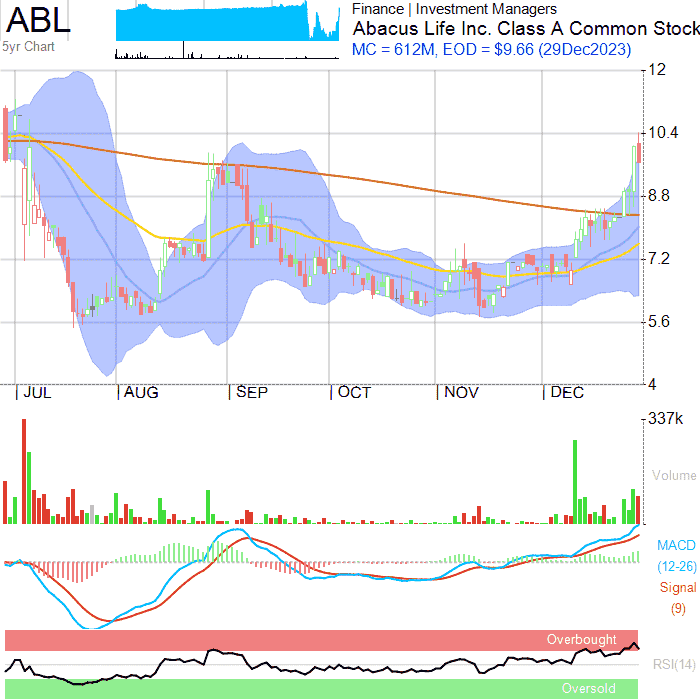 ABL
5yr Chart
Finance | Investment Managers
Abacus Life Inc. Class A Common Stock
MC = 612M, EOD = $9.66 (29Dec2023)
12
10.4
8.8
7.2
5.6
4
| JUL | AUG | SEP | OCT | NOV | DEC
337k
Volume
MACD
(12-26)
Signal
(9)
Overbought
RSI(14)
Oversold